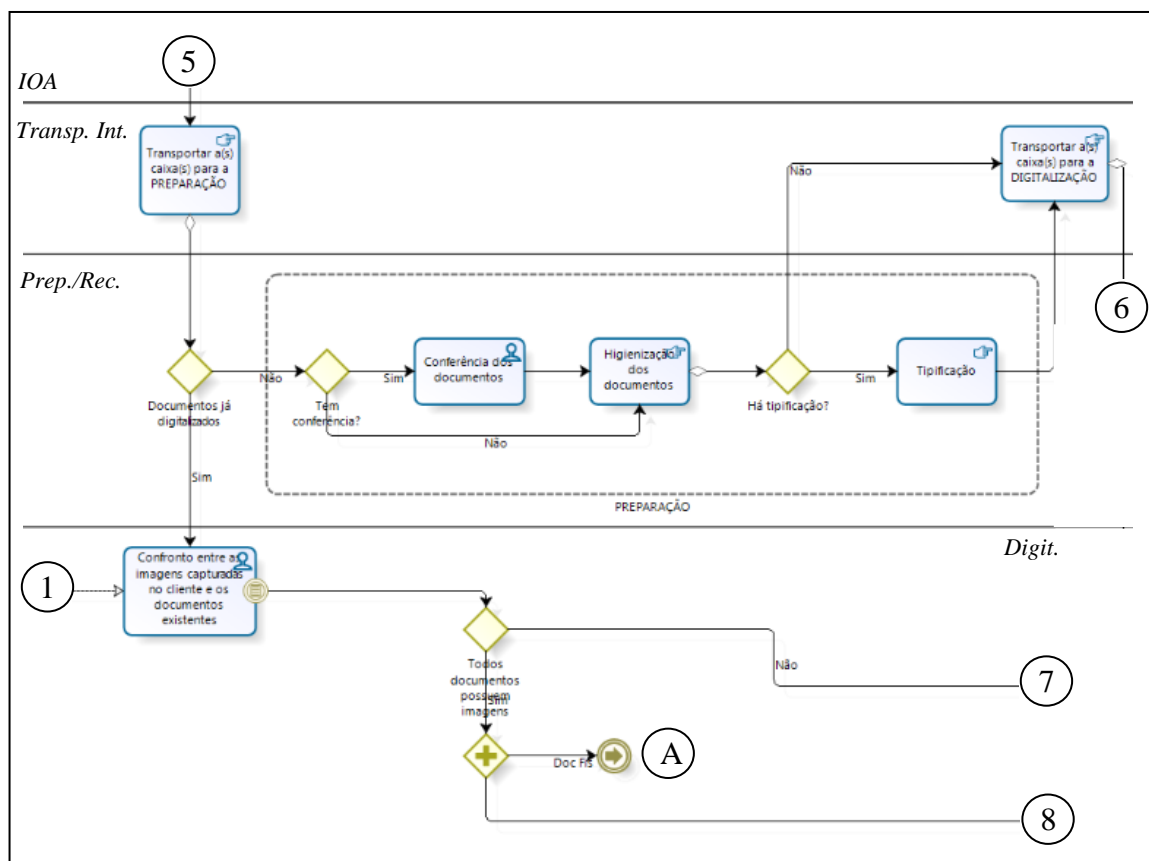 5
IOA
Transp. Int.
Transportar a(s)
caixa(s) para a
PREPARAÇÃO
Transportar a(s)
caixa(s) para a
DIGITALIZAÇÃO
Não
Prep./Rec.
6
Conferência dos
documentos
Higienização
dos
documentos
Tipificação
Não
Sim
Sim
Documentos já
digitalizados
Tem
conferência?
Há tipificação?
Não
Sim
PREPARAÇÃO
Digit.
1
Confronto entre as
imagens capturadas
no cliente e os
documentos
existentes
Todos
documentos
possuem
imagens
Sim
Não
7
Doc Fis
A
8